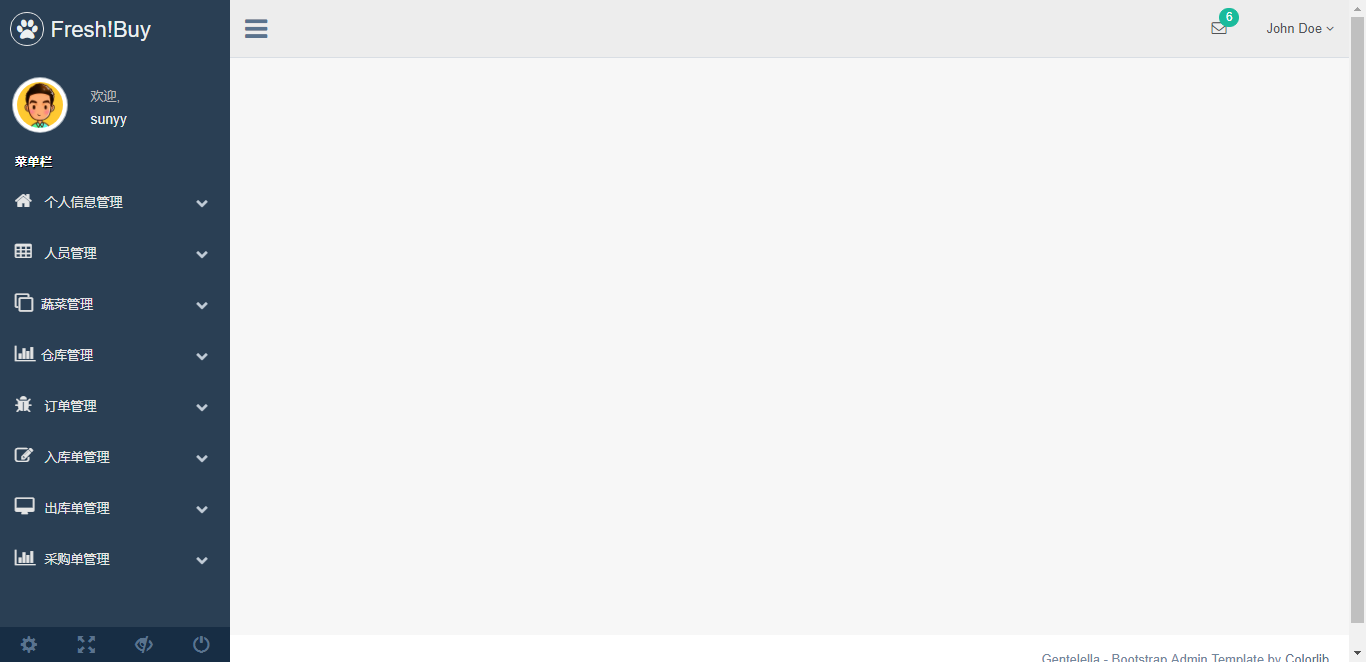 Fresh!Buy
6
John Doe
欢迎,
sunyy
菜单栏
个人信息管理
人员管理
蔬菜管理
仓库管理
订单管理
入库单管理
出库单管理
采购单管理
Gentelella - Bootstrap Admin Template by Colorlib